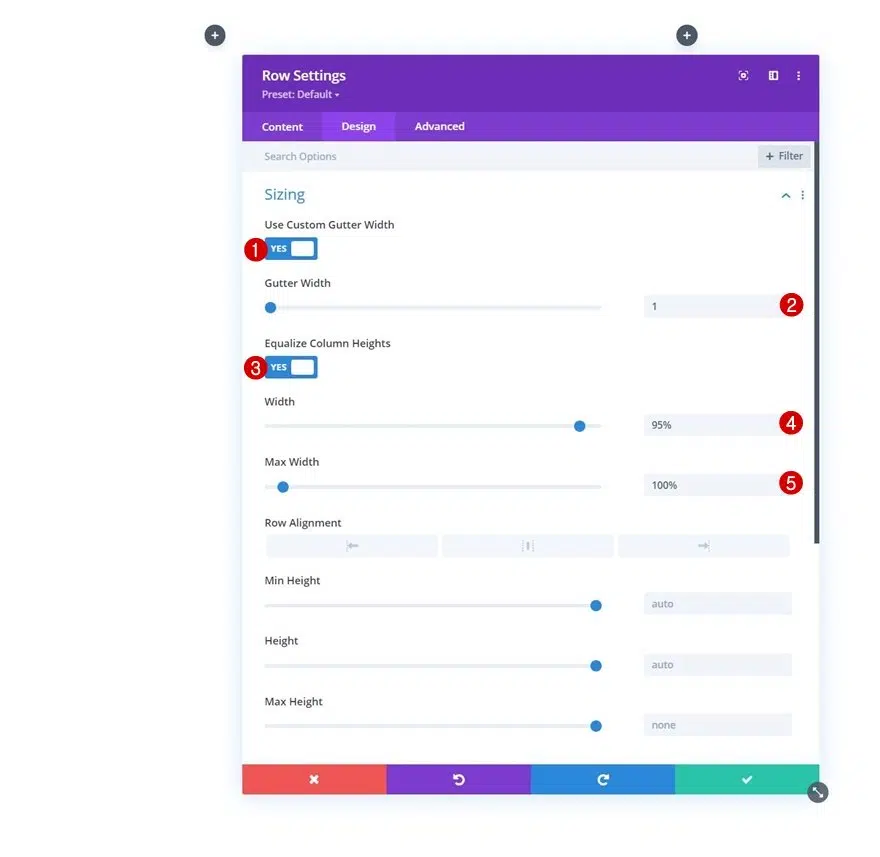 Row Settings
Preset: Default
Content Design Advanced
Search Options + Filter
Sizing
Use Custom Gutter Width
1 YES
Gutter Width
1 2
Equalize Column Heights
3 YES
Width
95% 4
Max Width
100% 5
Row Alignment
Min Height
auto
Height
auto
Max Height
none